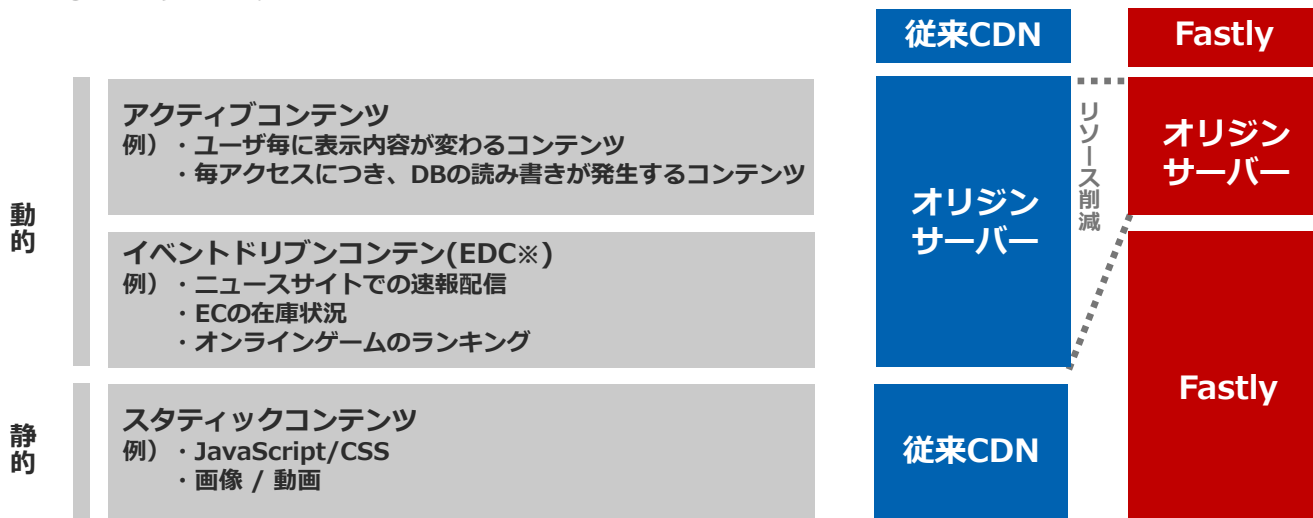 従来CDN
Fastly
動的
アクティブコンテンツ
例）・ユーザ毎に表示内容が変わるコンテンツ
・毎アクセスにつき、DBの読み書きが発生するコンテンツ
イベントドリブンコンテン(EDC※)
例）・ニュースサイトでの速報配信
・ECの在庫状況
・オンラインゲームのランキング
オリジン
サーバー
リソース削減
オリジン
サーバー
静的
スタティックコンテンツ
例）・JavaScript/CSS
・画像 / 動画
従来CDN
Fastly